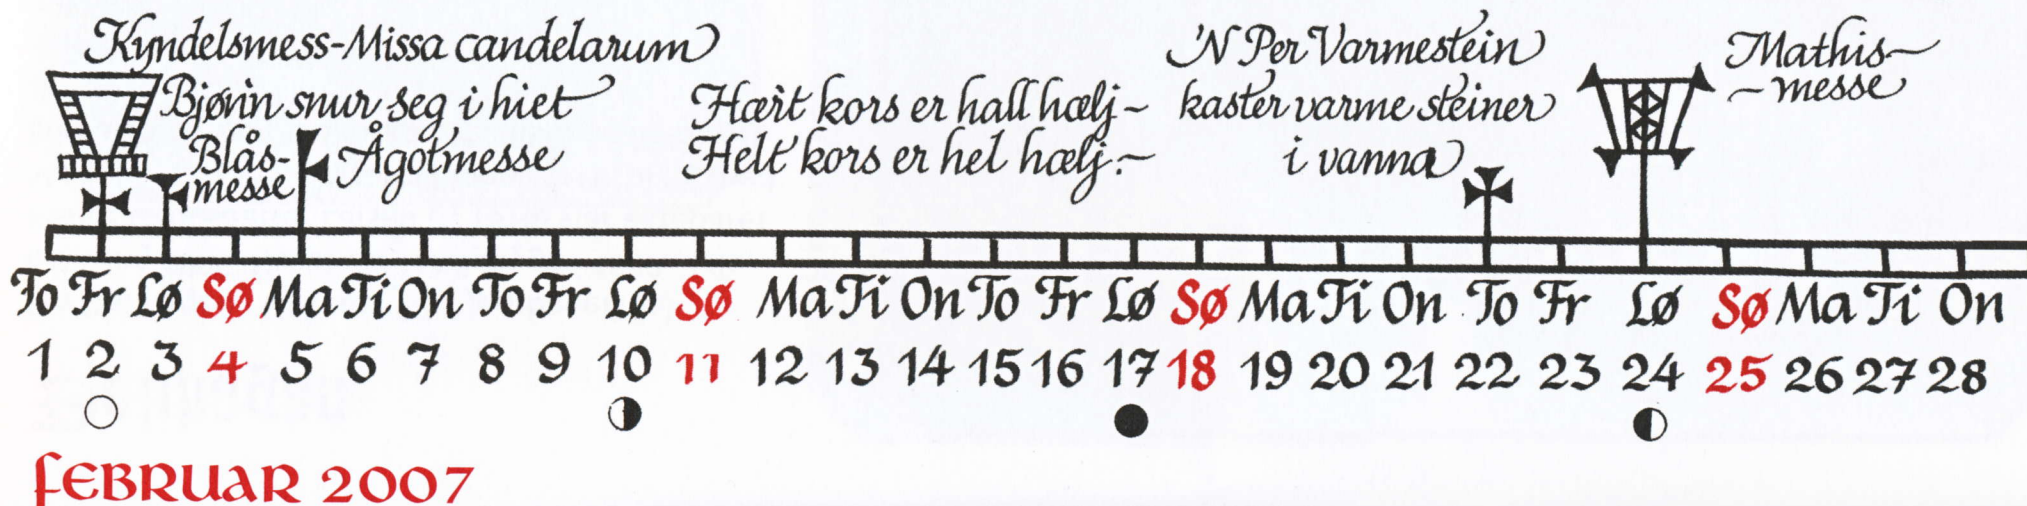 Kyndelsmess-Missa candelarum
Bjørin snur seg i hiet
Blås-
messe
Ågotmesse
Hært kors er hall hælj~
Helt kors er hel hælj.~
'N Per Varmestein
kaster varme steiner
i vanna
Mathis~
~messe
To Fr Lø Sø Ma Ti On To Fr Lø Sø Ma Ti On To Fr Lø Sø Ma Ti On To Fr Lø Sø Ma Ti On
1 2 3 4 5 6 7 8 9 10 11 12 13 14 15 16 17 18 19 20 21 22 23 24 25 26 27 28
FEBRUAR 2007